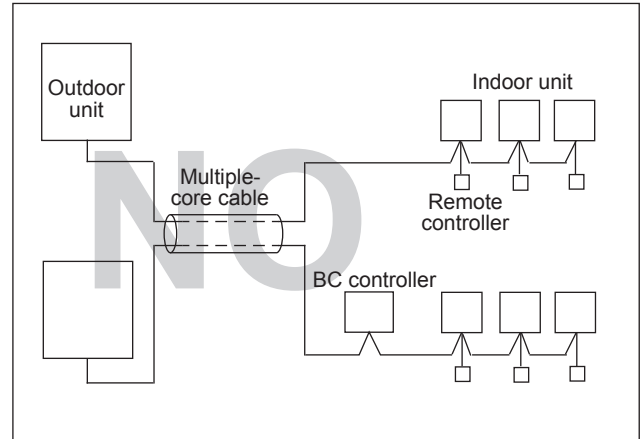 Outdoor
unit
Indoor unit
NO
Multiple-
core cable
Remote
controller
BC controller